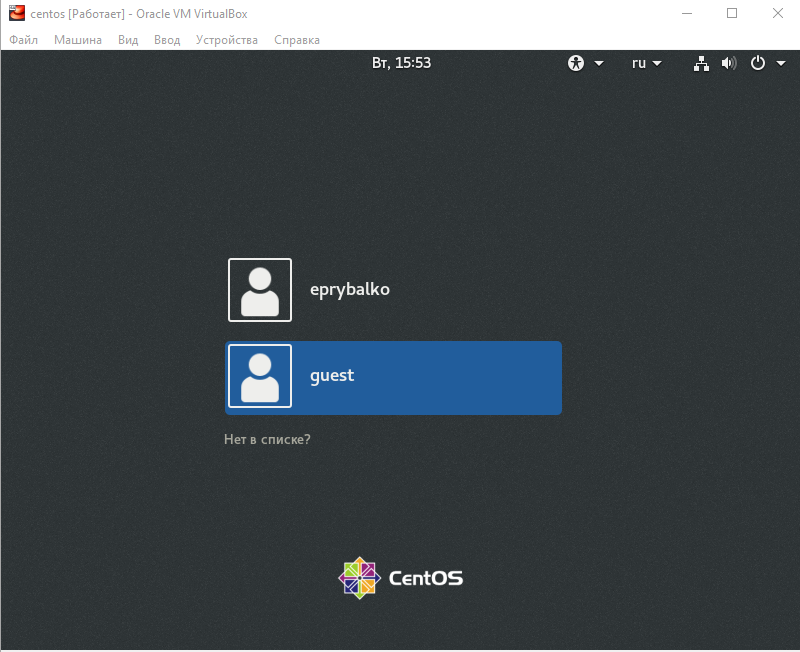 centos [Работает] - Oracle VM VirtualBox
Файл Машина Вид Ввод Устройства Справка
Вт, 15:53 ru
eprybalko
guest
Нет в списке?
CentOS